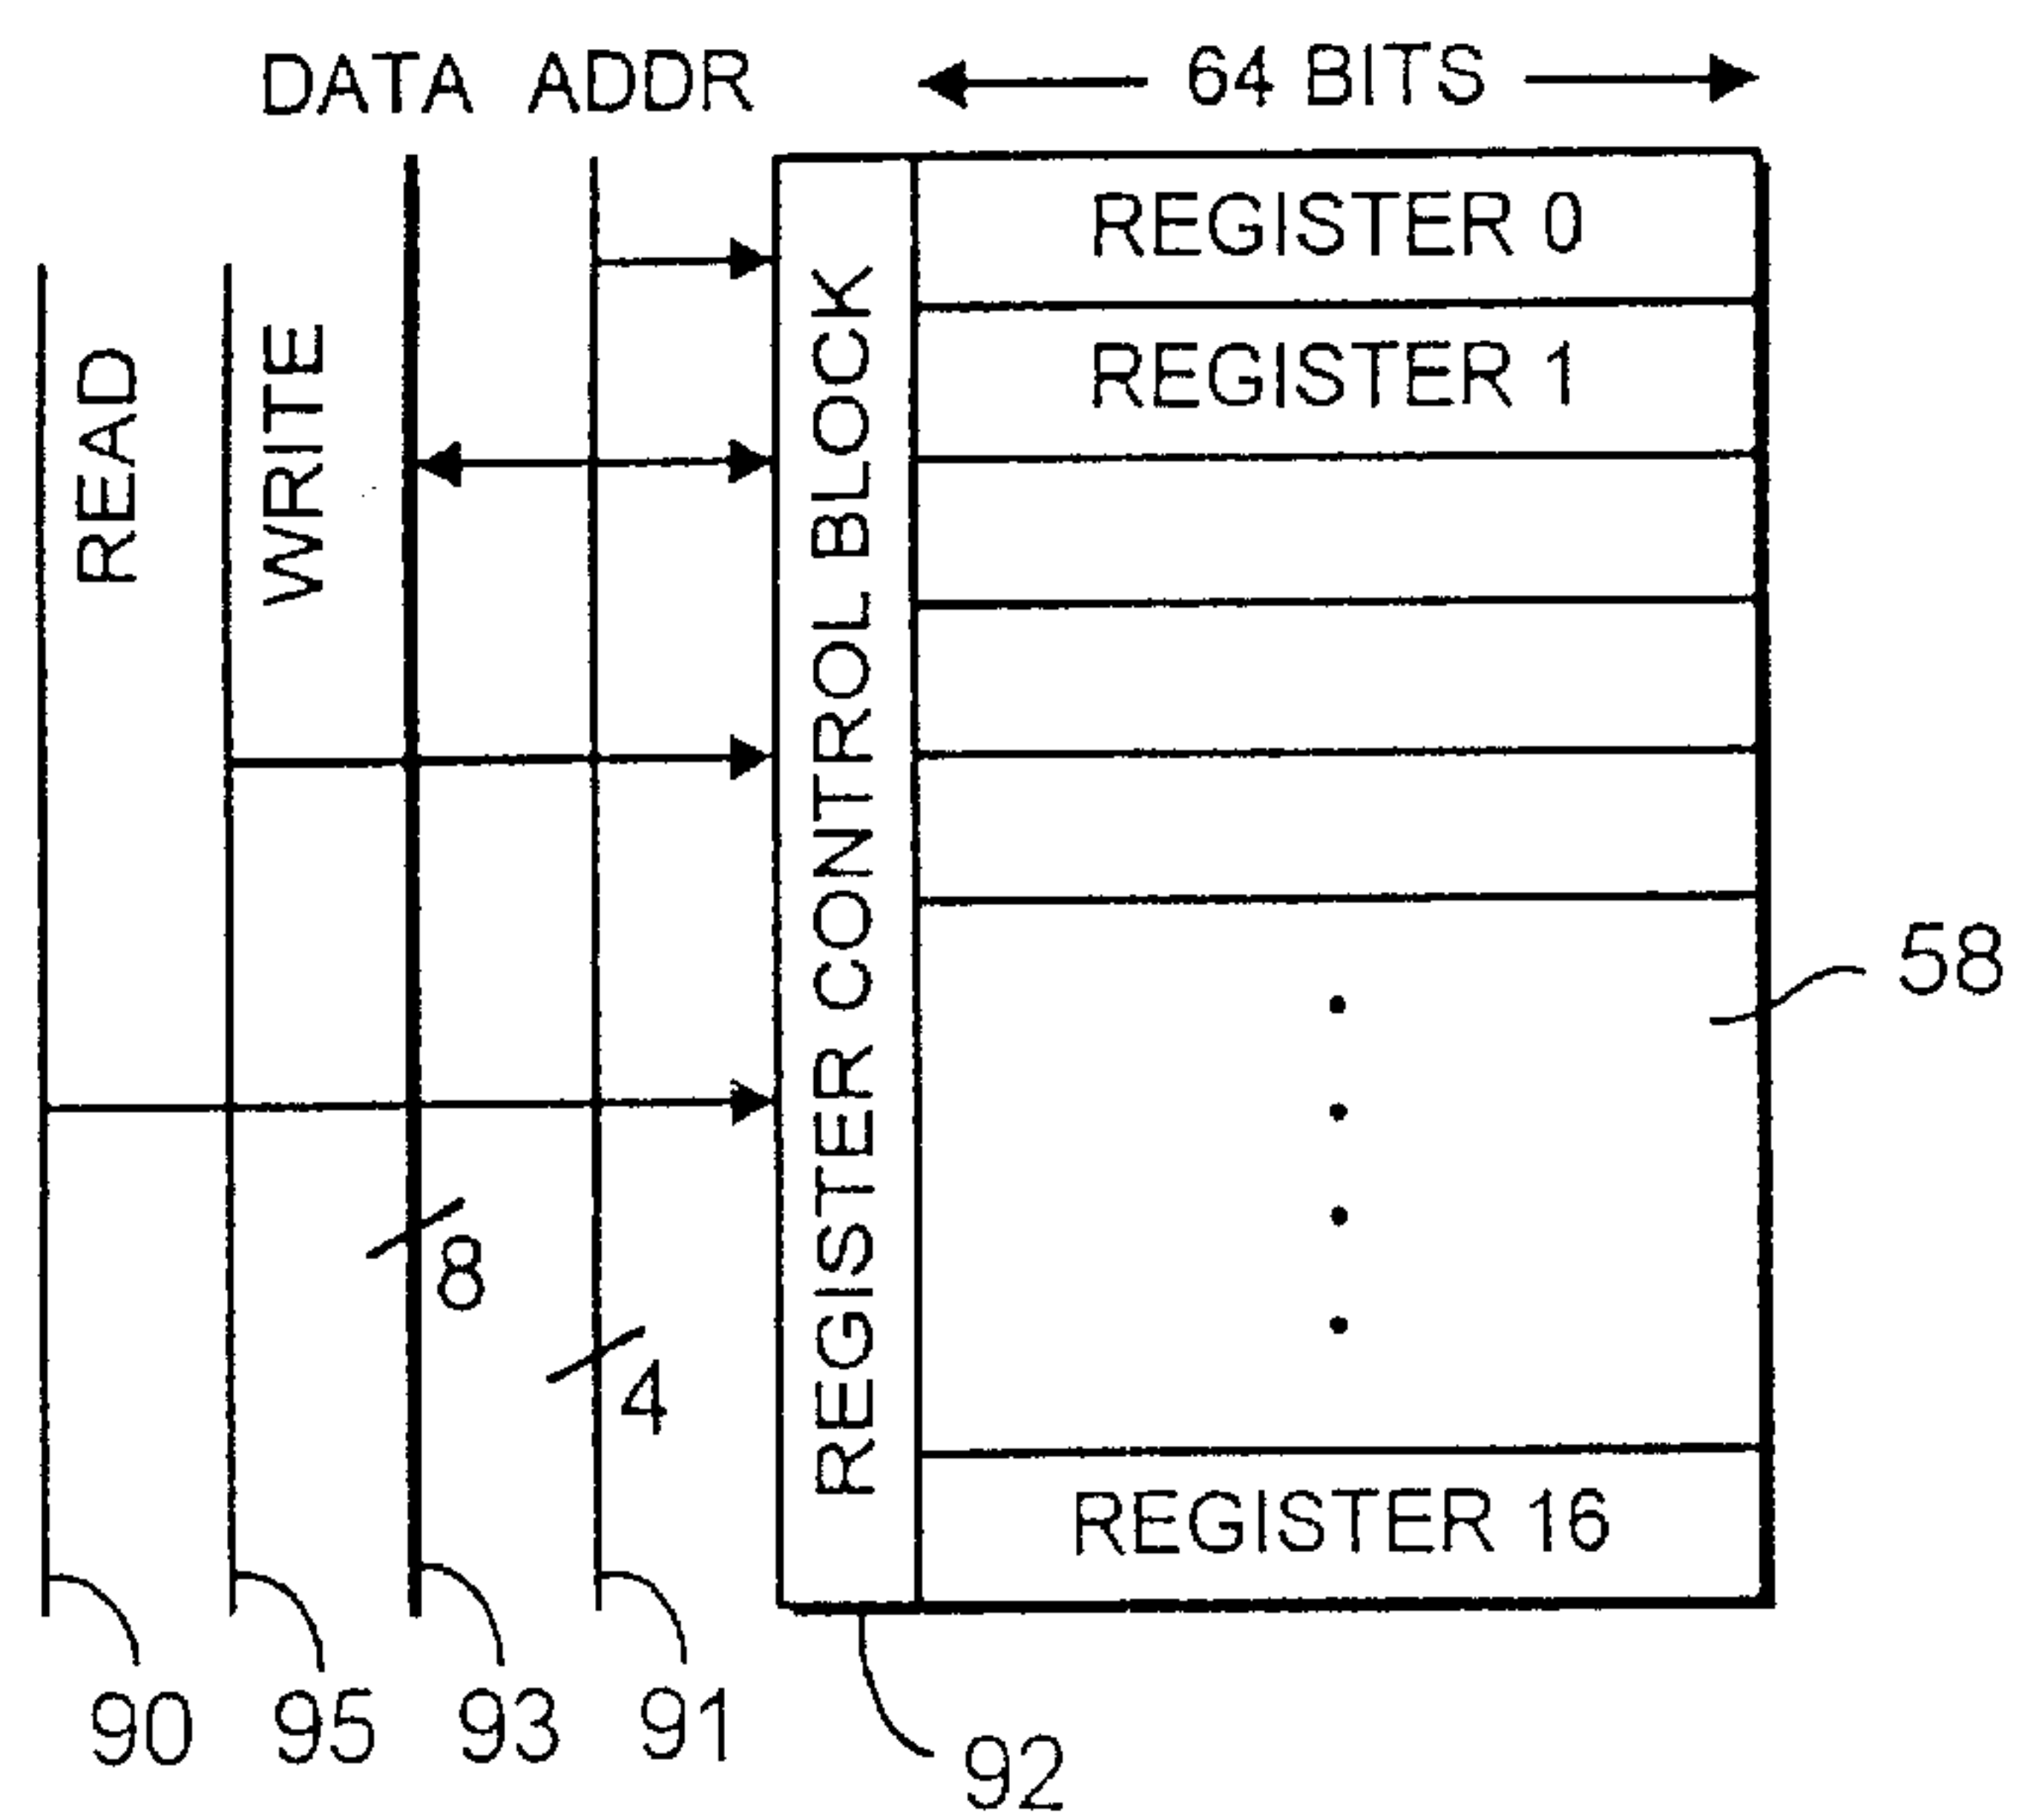 DATA ADDR
64 BITS
READ
WRITE
REGISTER CONTROL BLOCK
REGISTER 0
REGISTER 1
58
8
4
REGISTER 16
90
95
93
91
92